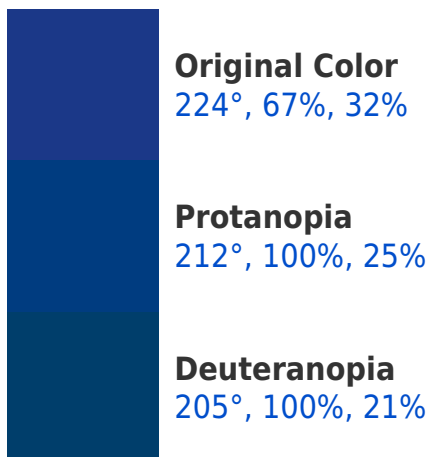 Original Color
224°, 67%, 32%
Protanopia
212°, 100%, 25%
Deuteranopia
205°, 100%, 21%